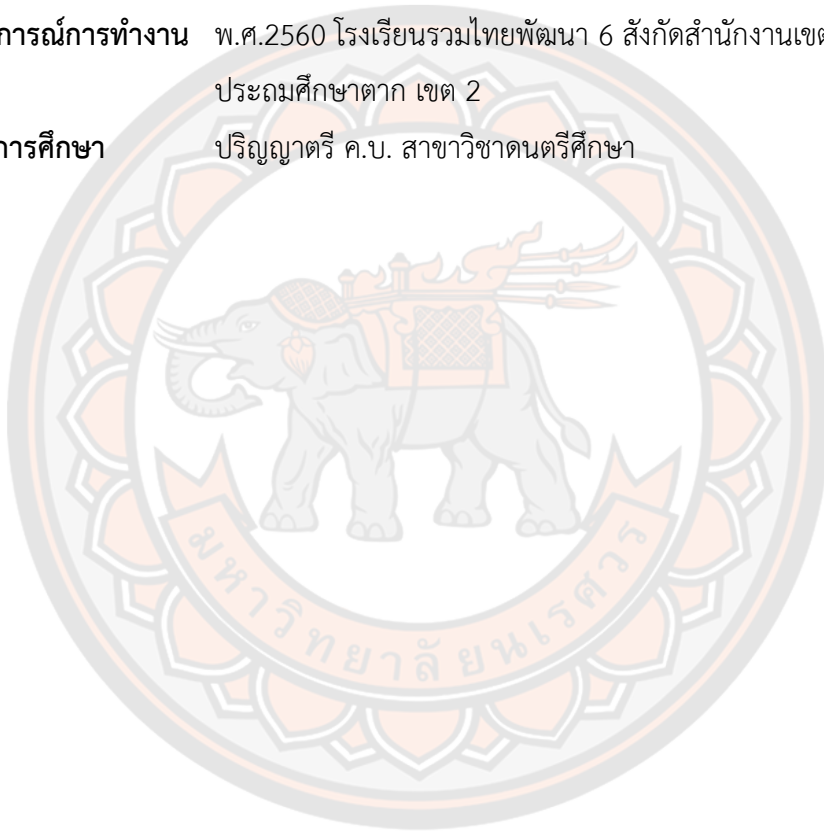 การณ์การทำงาน พ.ศ.2560 โรงเรียนรวมไทยพัฒนา 6 สังกัดสำนักงานเขต
ประถมศึกษาตาก เขต 2
การศึกษา ปริญญาตรี ค.บ. สาขาวิชาดนตรีศึกษา
มหาวิทยาลัยนเรศวร